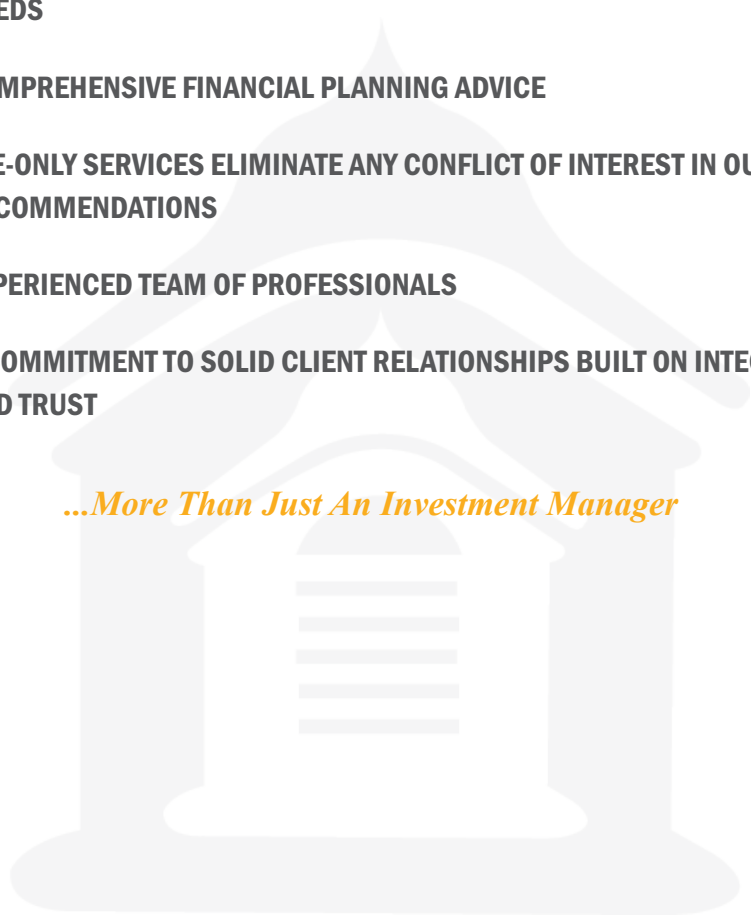 EDS
MPREHENSIVE FINANCIAL PLANNING ADVICE
E-ONLY SERVICES ELIMINATE ANY CONFLICT OF INTEREST IN OU
COMMENDATIONS
PERIENCED TEAM OF PROFESSIONALS
OMMITMENT TO SOLID CLIENT RELATIONSHIPS BUILT ON INTEG
D TRUST
...More Than Just An Investment Manager